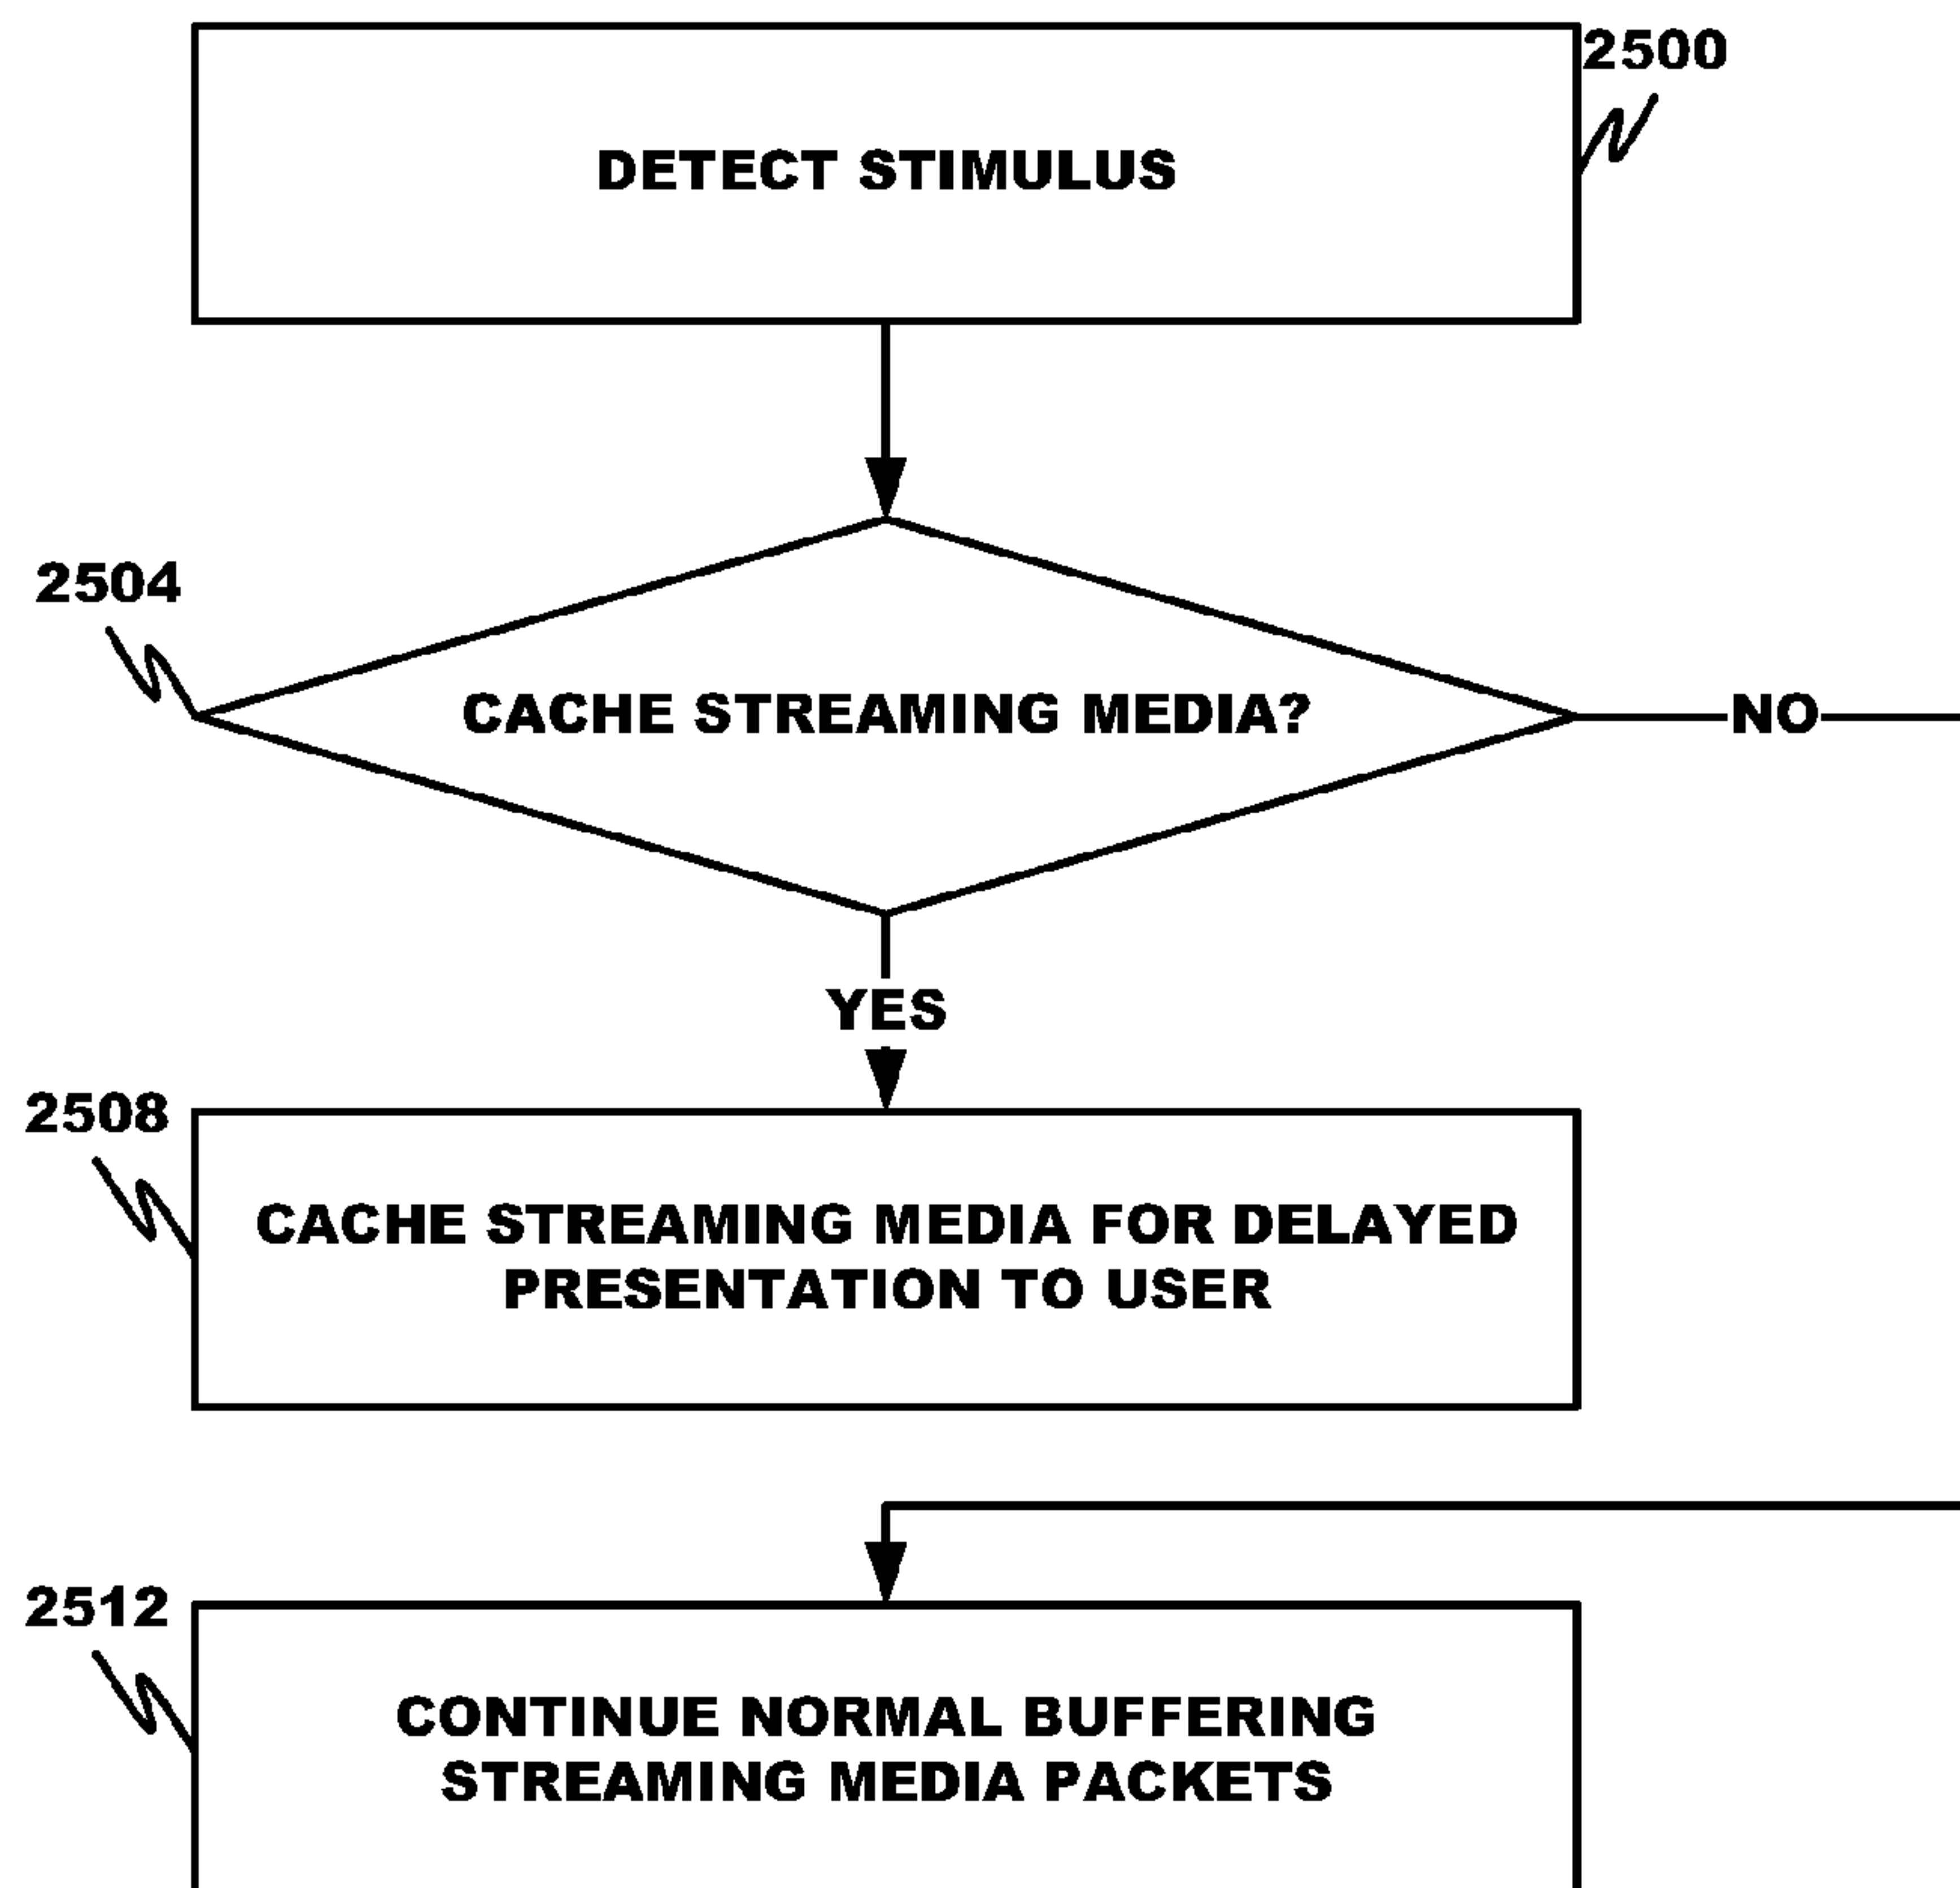 2500
DETECT STIMULUS
2504
CACHE STREAMING MEDIA?
NO
YES
2508
CACHE STREAMING MEDIA FOR DELAYED
PRESENTATION TO USER
2512
CONTINUE NORMAL BUFFERING
STREAMING MEDIA PACKETS